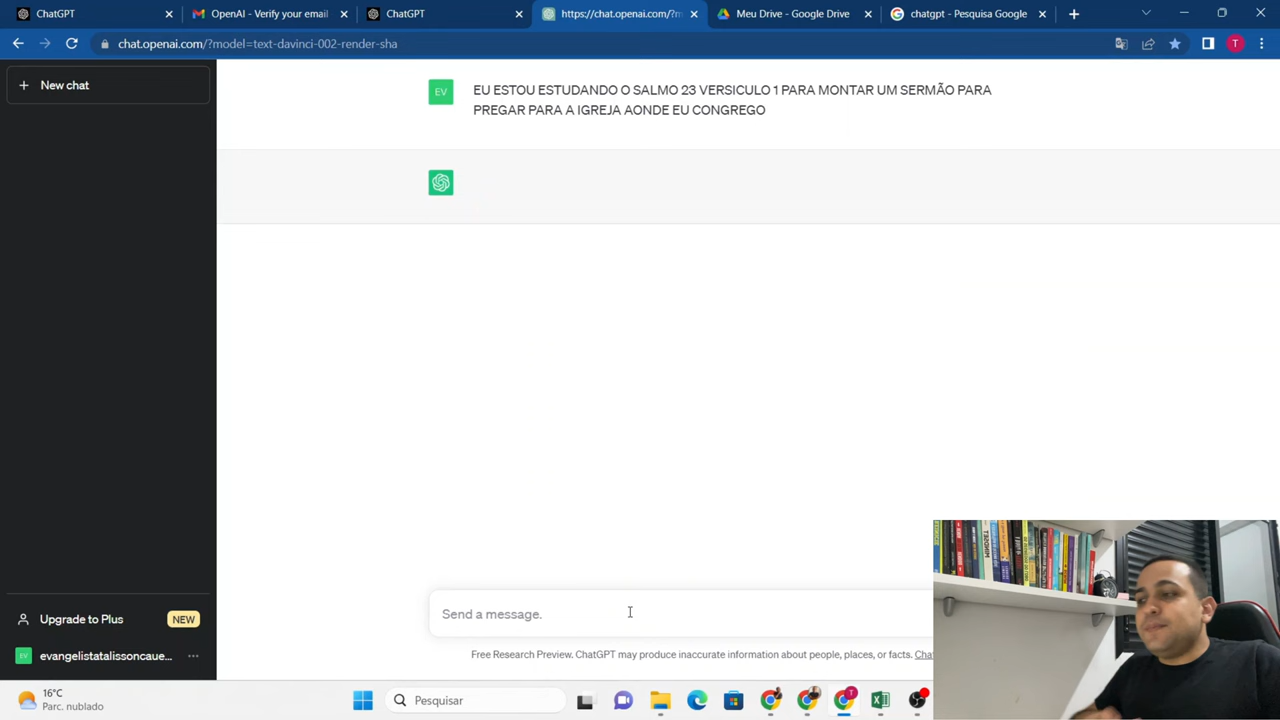 ChatGPT
OpenAI - Verify your email
ChatGPT
https://chat.openai.com/?m
Meu Drive - Google Drive
chatgpt - Pesquisa Google
chat.openai.com/?model=text-davinci-002-render-sha
T
New chat
EV
EU ESTOU ESTUDANDO O SALMO 23 VERSICULO 1 PARA MONTAR UM SERMÃO PARA
PREGAR PARA A IGREJA AONDE EU CONGREGO
Send a message.
Upgrade to Plus
NEW
EV
evangelistatalissoncaue...
Free Research Preview. ChatGPT may produce inaccurate information about people, places, or facts.
16°C
Parc. nublado
Pesquisar